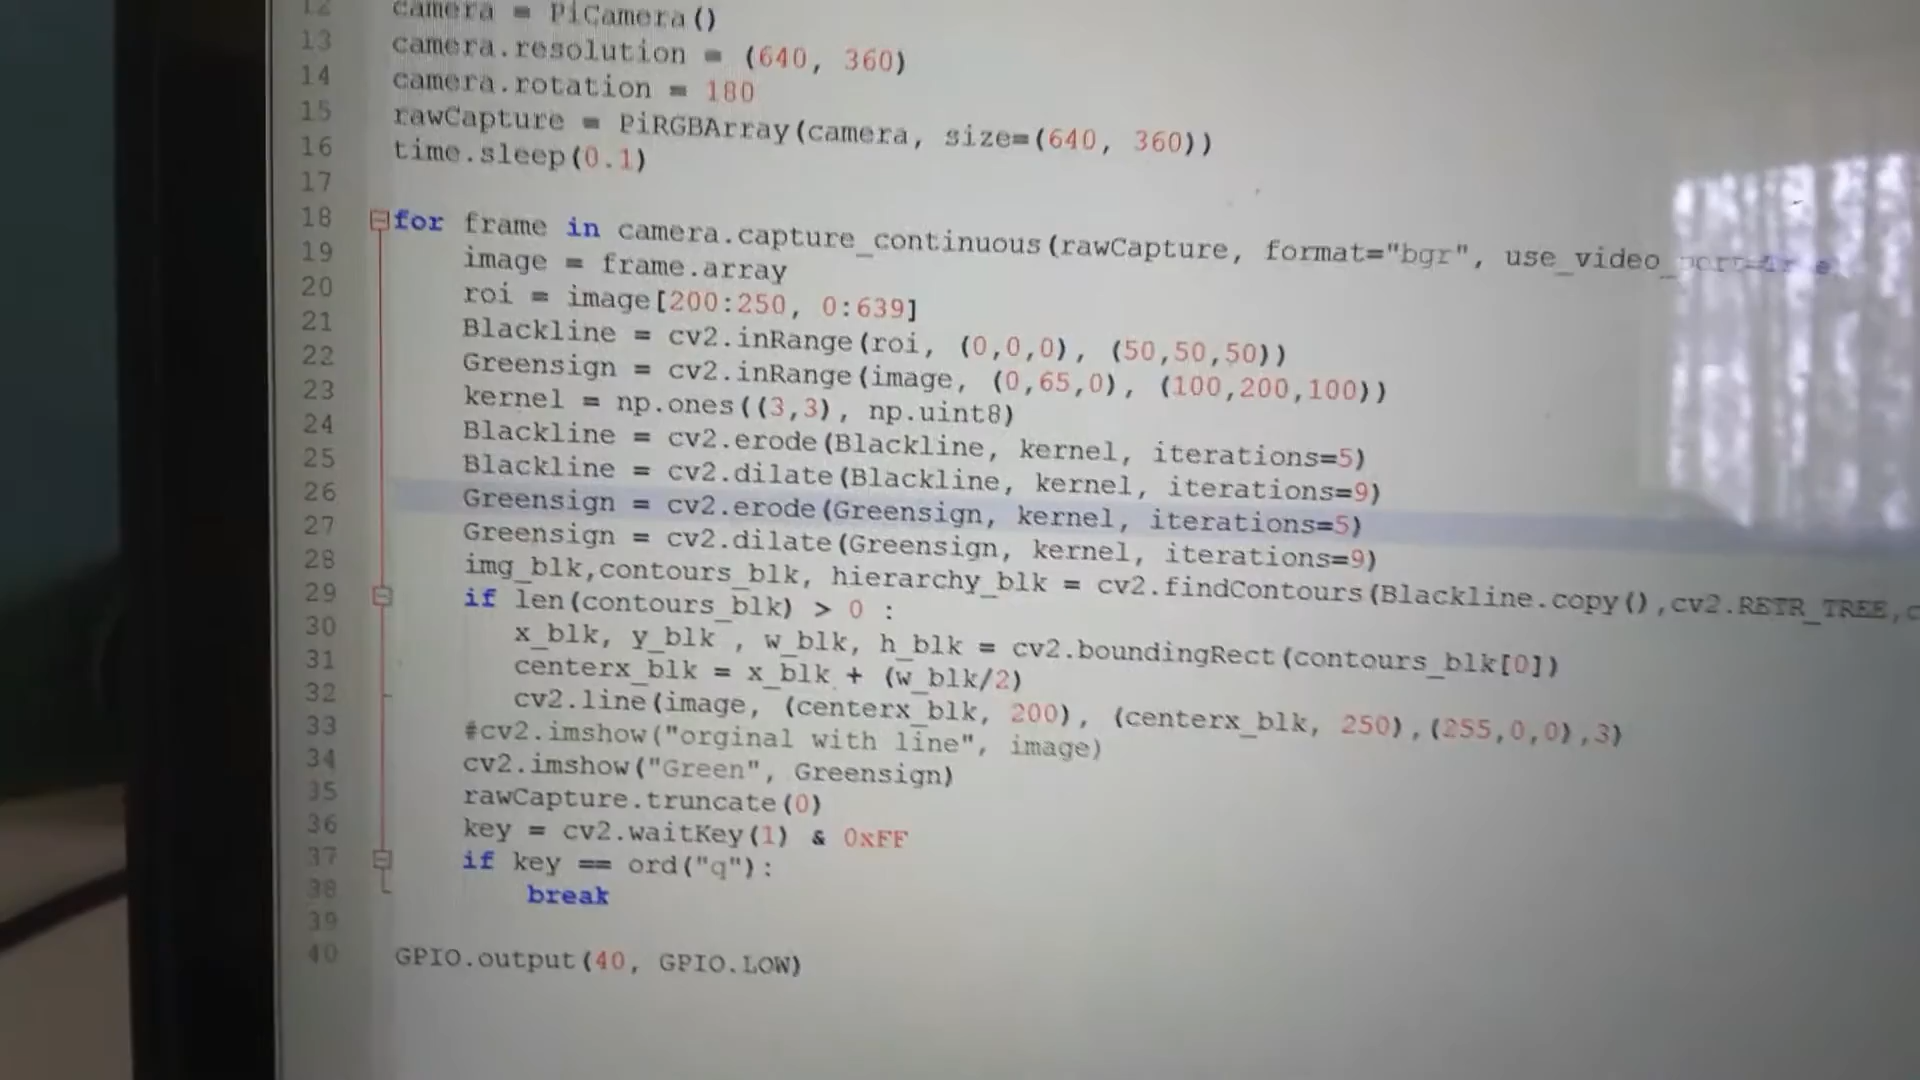 12 camera = PiCamera()
13 camera.resolution = (640, 360)
14 camera.rotation = 180
15 rawCapture = PiRGBArray(camera, size=(640, 360))
16 time.sleep(0.1)
17
18 for frame in camera.capture_continuous(rawCapture, format="bgr", use_video_
19 image = frame.array
20 roi = image[200:250, 0:639]
21 Blackline = cv2.inRange(roi, (0,0,0), (50,50,50))
22 Greensign = cv2.inRange(image, (0,65,0), (100,200,100))
23 kernel = np.ones((3,3), np.uint8)
24 Blackline = cv2.erode(Blackline, kernel, iterations=5)
25 Blackline = cv2.dilate(Blackline, kernel, iterations=9)
26 Greensign = cv2.erode(Greensign, kernel, iterations=5)
27 Greensign = cv2.dilate(Greensign, kernel, iterations=9)
28 img_blk,contours_blk, hierarchy_blk = cv2.findContours(Blackline.copy(),cv2.RETR_TREE,c
29 if len(contours_blk) > 0 :
30 x_blk, y_blk , w_blk, h_blk = cv2.boundingRect(contours_blk[0])
31 centerx_blk = x_blk + (w_blk/2)
32 cv2.line(image, (centerx_blk, 200), (centerx_blk, 250),(255,0,0),3)
33 #cv2.imshow("orginal with line", image)
34 cv2.imshow("Green", Greensign)
35 rawCapture.truncate(0)
36 key = cv2.waitKey(1) & 0xFF
37 if key == ord("q"):
38 break
39
40 GPIO.output(40, GPIO.LOW)